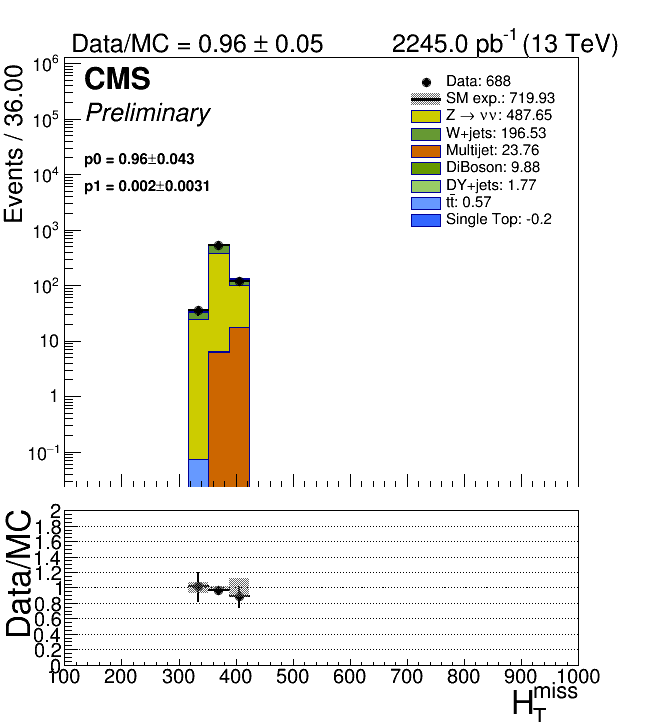 Data/MC = 0.96 ± 0.05 2245.0 pb⁻¹ (13 TeV)
CMS
Preliminary
p0 = 0.96±0.043
p1 = 0.002±0.0031
Data: 688
SM exp.: 719.93
Z → νν: 487.65
W+jets: 196.53
Multijet: 23.76
DiBoson: 9.88
DY+jets: 1.77
tt̄: 0.57
Single Top: -0.2
Events / 36.00
10⁶
10⁵
10⁴
10³
10²
10
1
10⁻¹
Data/MC
2
1.8
1.6
1.4
1.2
1
0.8
0.6
0.4
0.2
0
100 200 300 400 500 600 700 800 900 1000
H_T^miss